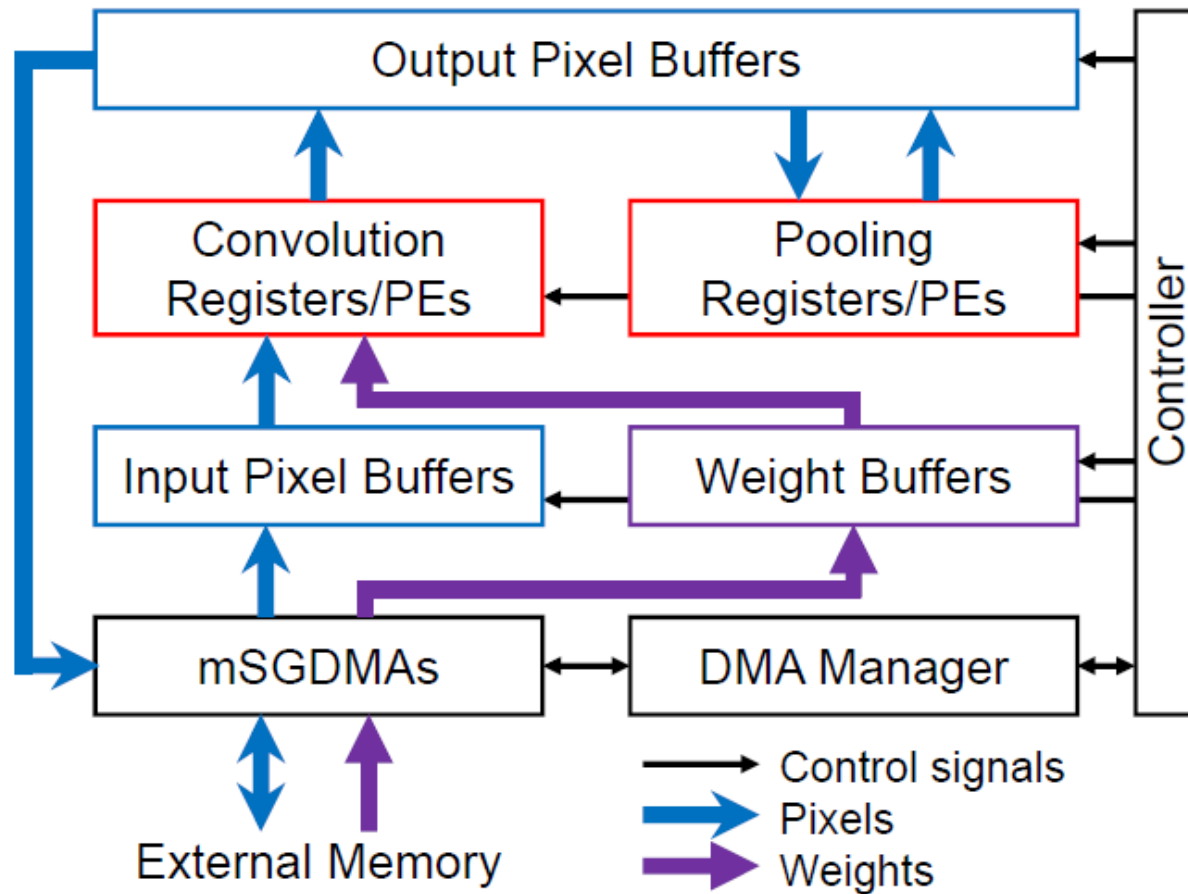 Output Pixel Buffers
Convolution
Registers/PEs
Pooling
Registers/PEs
Controller
Input Pixel Buffers
Weight Buffers
mSGDMAs
DMA Manager
Control signals
Pixels
Weights
External Memory